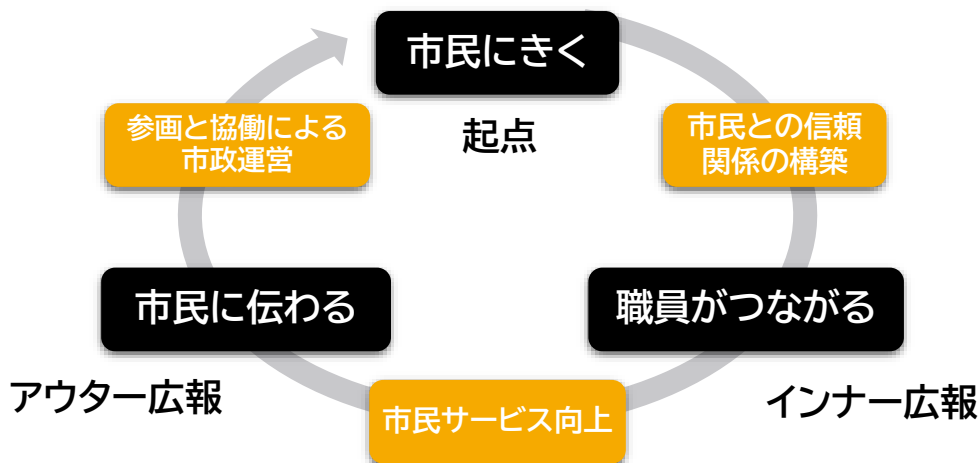 市民にきく
起点
参画と協働による
市政運営
市民との信頼
関係の構築
市民に伝わる
職員がつながる
アウター広報
インナー広報
市民サービス向上